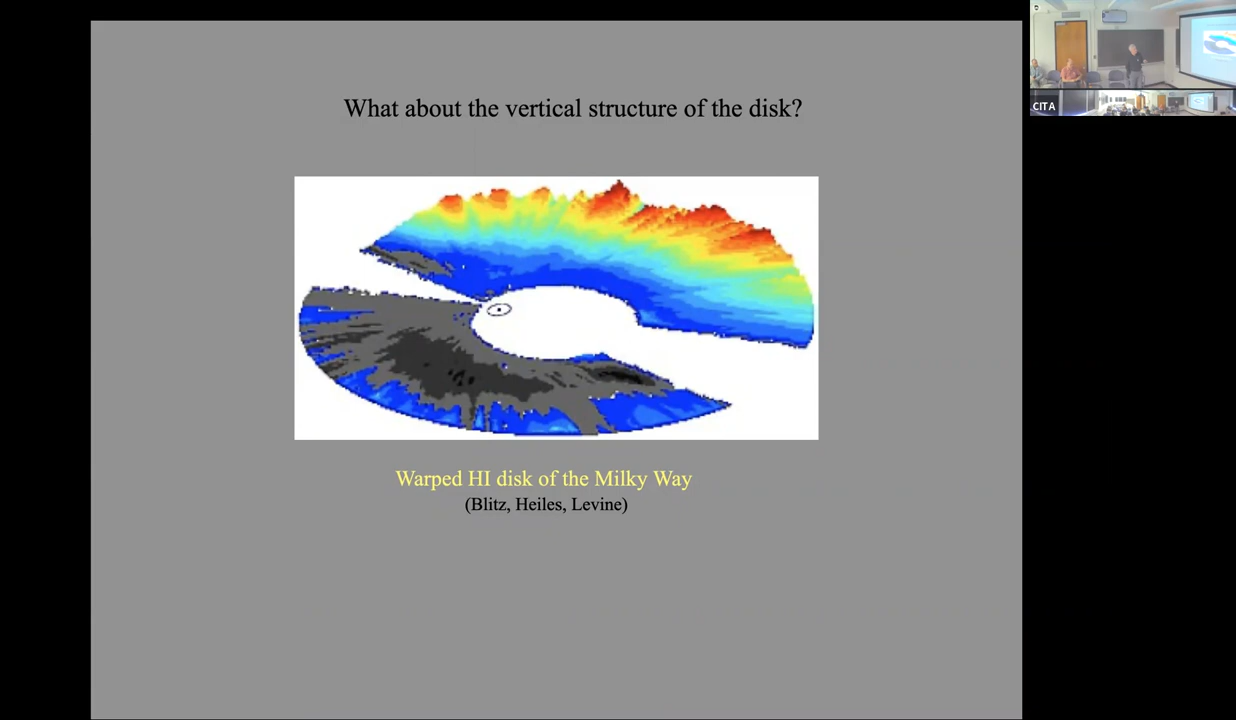 What about the vertical structure of the disk?
Warped HI disk of the Milky Way
(Blitz, Heiles, Levine)
CITA